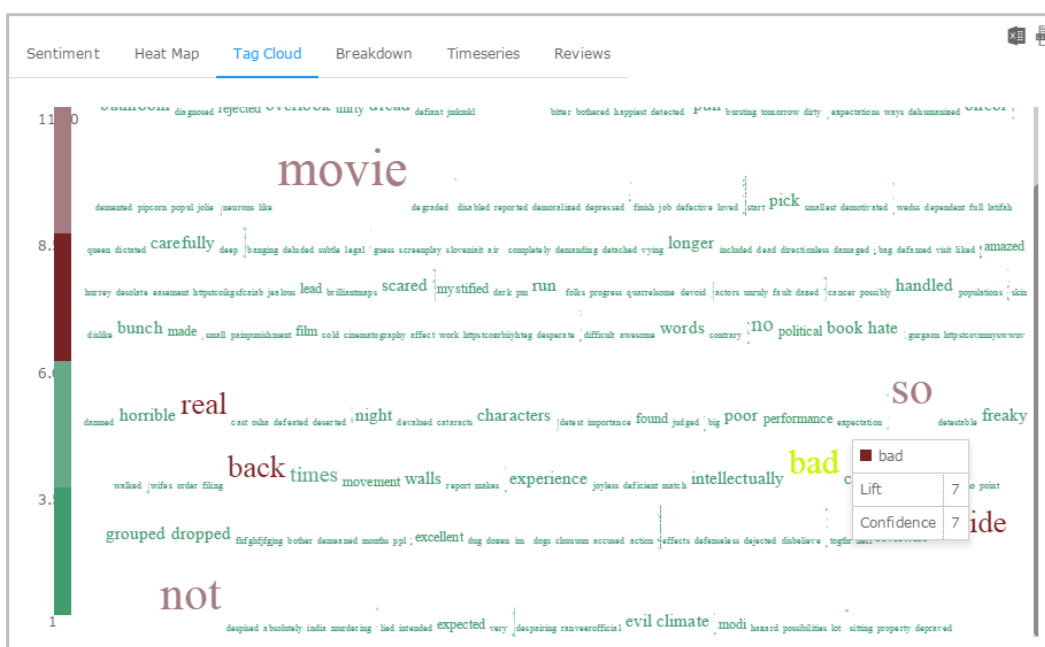 Sentiment Heat Map Tag Cloud Breakdown Timeseries Reviews
diagnosed rejected overlook thirty dread defiant jmkmkl bitter bothered happiest detected pull bursting tomorrow dirty expectations ways dehumanized
movie
demented pipcorn popul jolie neurons like degraded disabled reported demoralized depressed finish job defective loved start pick smallest demotivated wedss dependent full latifah
queen dictated carefully deep banging deluded subtle legal guess screenplay sloveniait air completely demanding detached vying longer included dead directionless damaged bag defamed visit liked amazed
8.
hurrey desolate easement jealous lead brilliantmaps scared mystified dark pm run folks progress quarrelsome devoid actors unruly fault dazed cancer possibly handled populations skin
dislike bunch made small painpunishment film cold cinematography affect work desperate difficult awesome words contrary no political book hate gurgaon
6.
so
damned horrible real cast osha defeated deserted night devalued cataracts characters detest importance found judged big poor performance expectation detestable freaky
bad
walked wifes order filing back times movement walls report makes experience joyless deficient match intellectually bad point
Lift 7
3.
Confidence 7
grouped dropped bother demeaned months ppl excellent dug dozen im dogs accused action effects defenseless dejected disbelieve ide
not
1
despised absolutely india murdering lied intended expected very despairing ranveerofficial evil climate modi hazard possibilities lot sitting property depraved